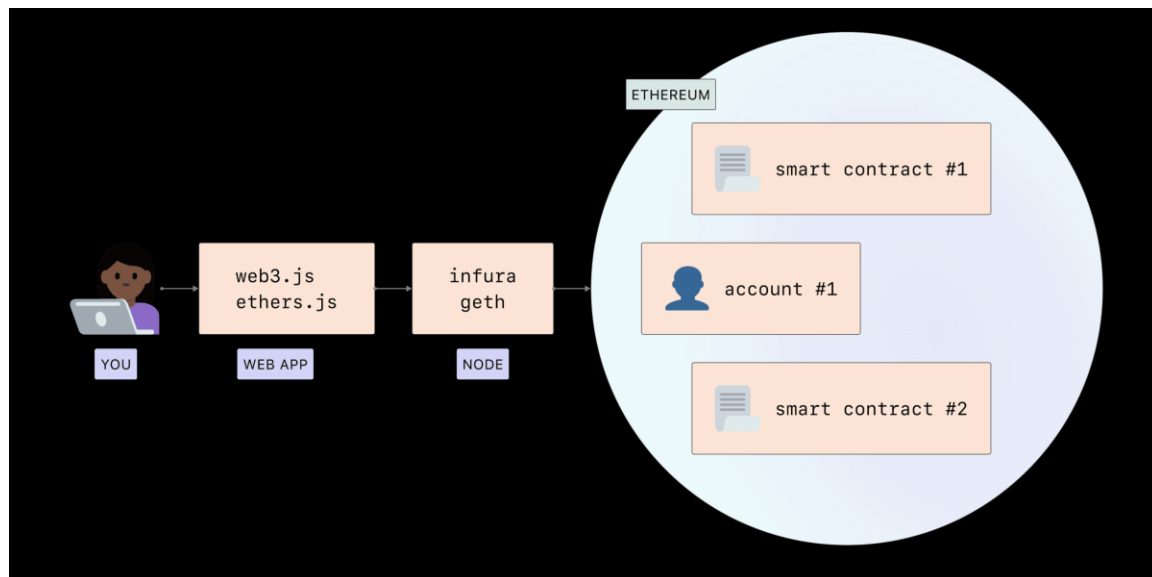 ETHEREUM
smart contract #1
web3.js
ethers.js
infura
geth
account #1
YOU
WEB APP
NODE
smart contract #2